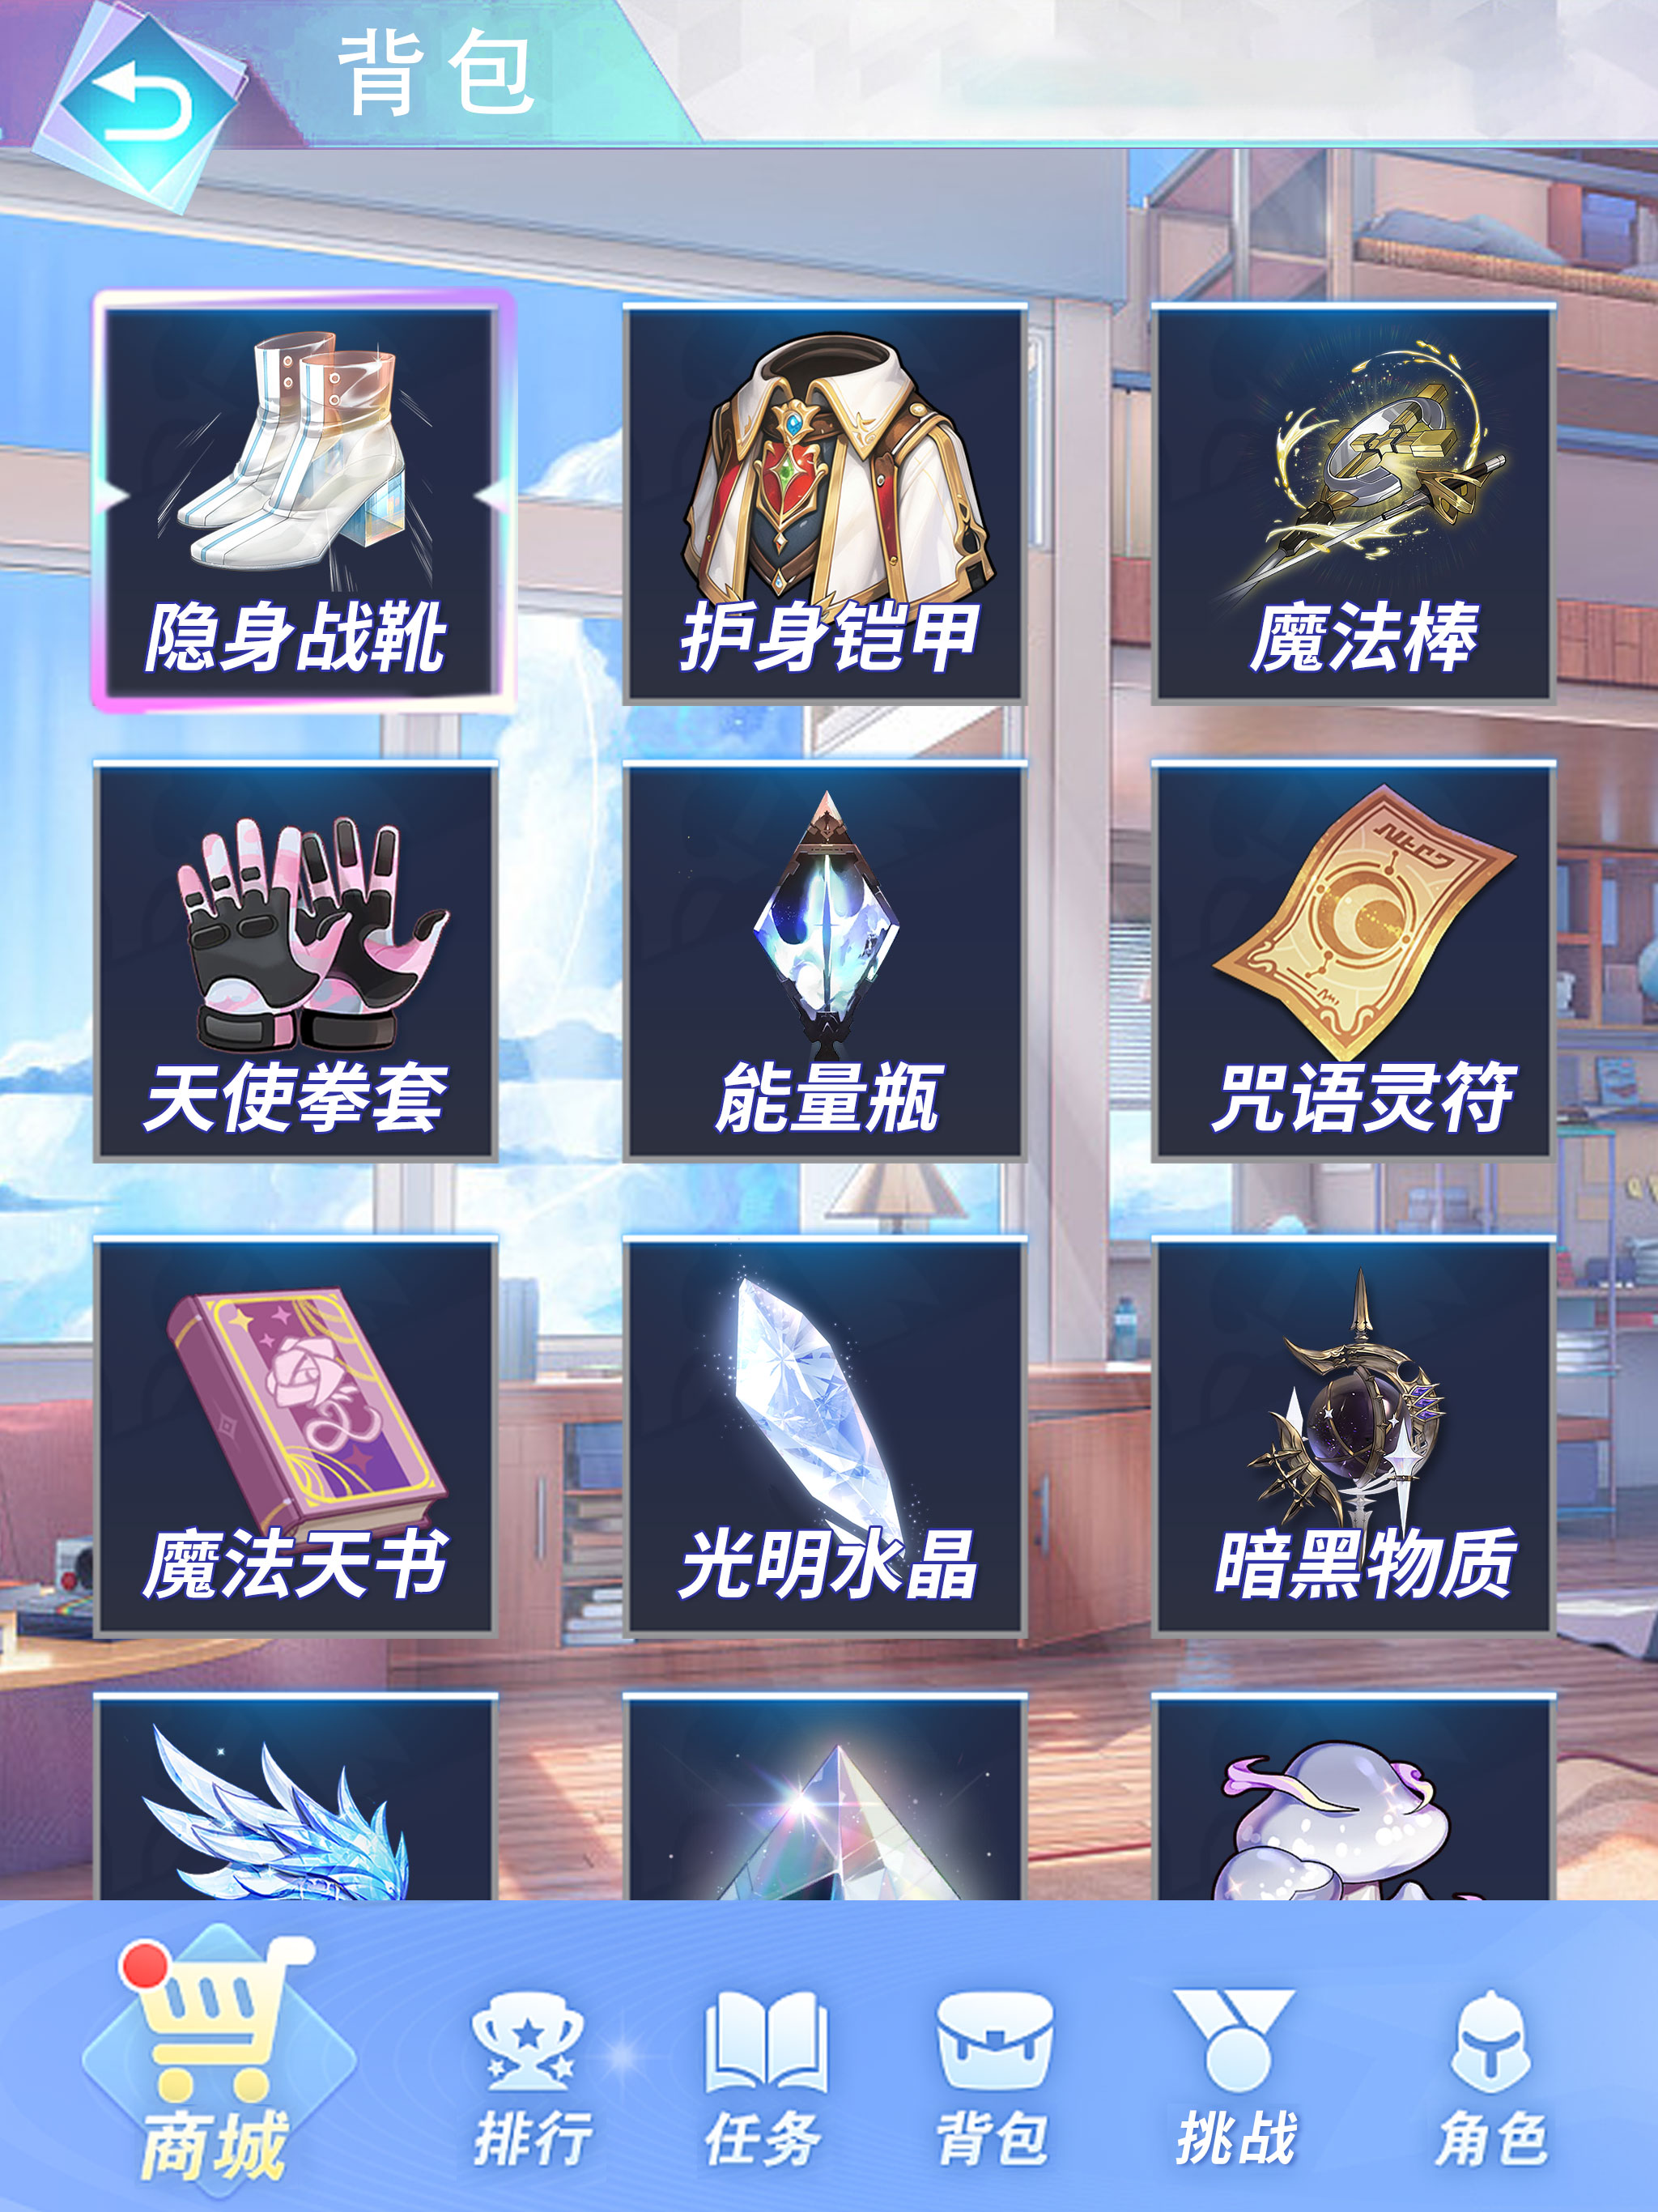 背包
隐身战靴
护身铠甲
魔法棒
天使拳套
能量瓶
咒语灵符
魔法天书
光明水晶
暗黑物质
商城
排行
任务
背包
挑战
角色